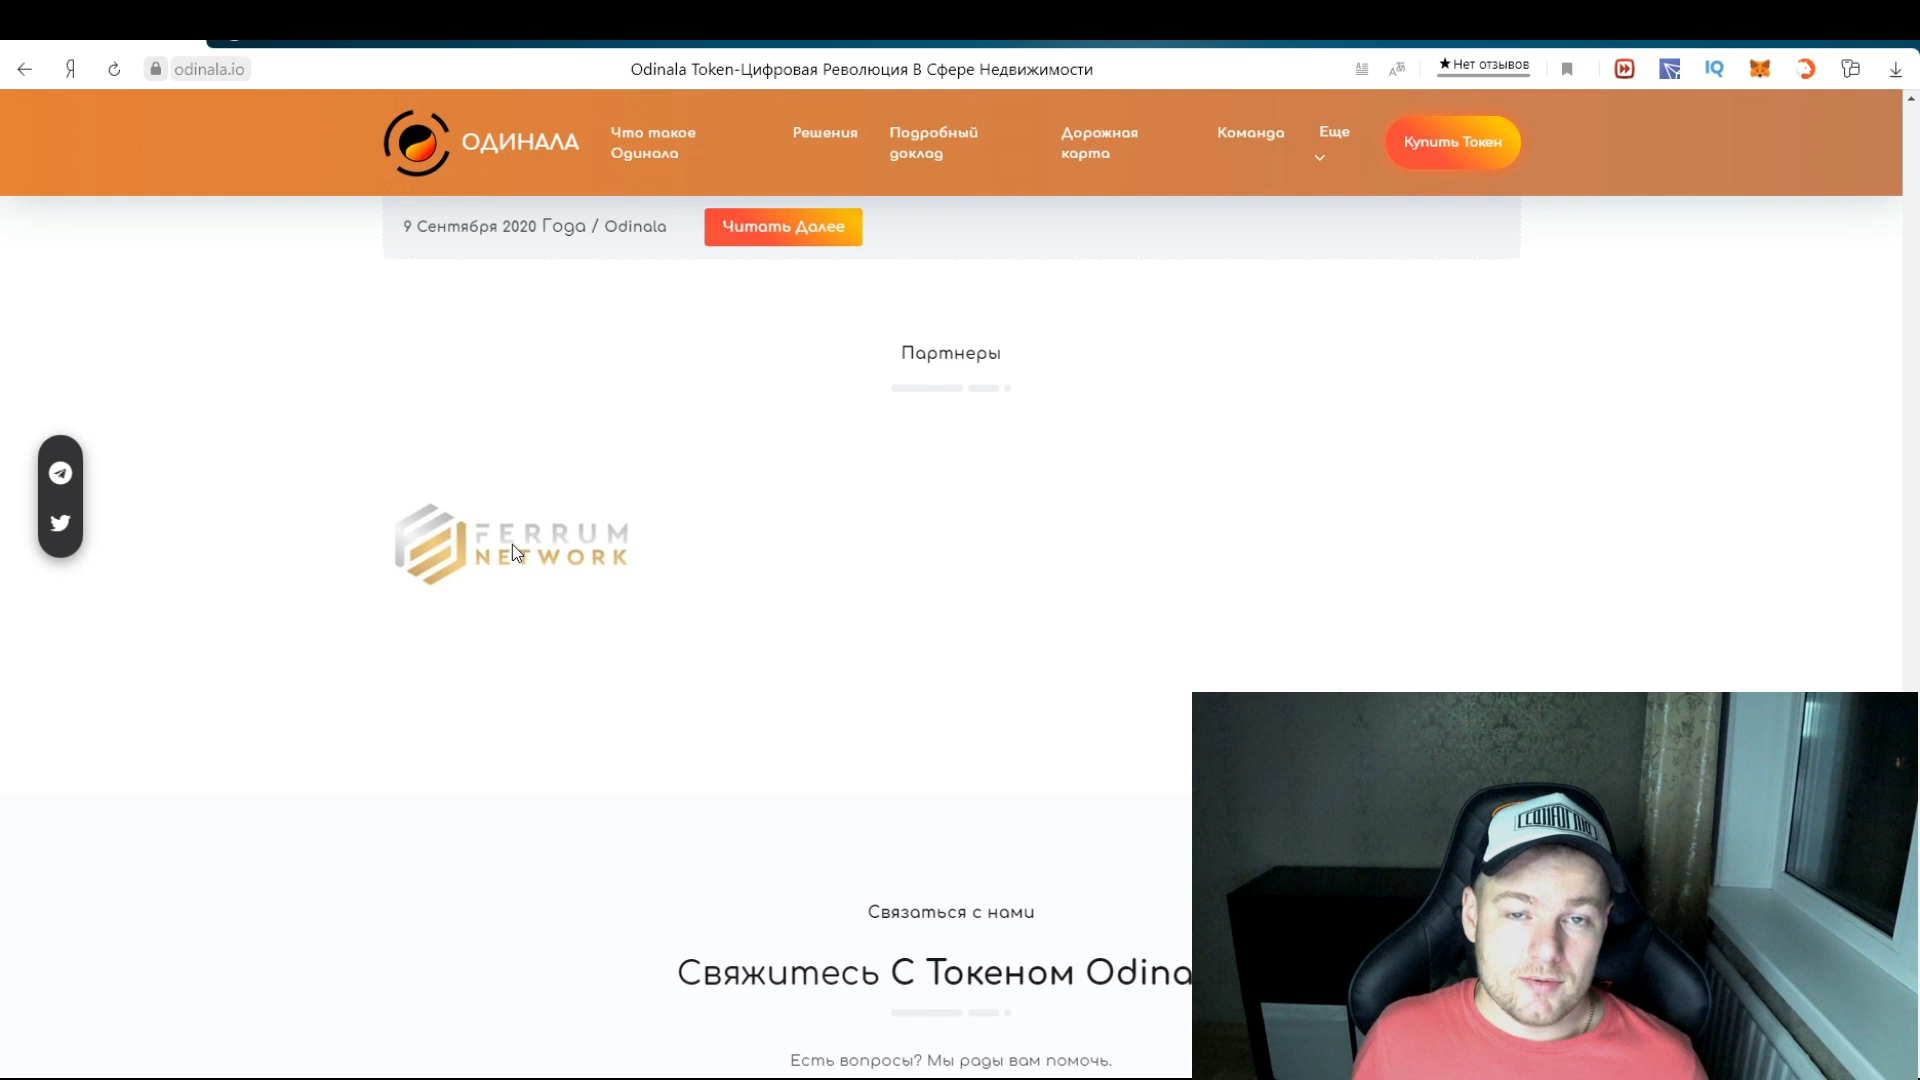 odinala.io
Odinala Token-Цифровая Революция В Сфере Недвижимости
★Нет отзывов
IQ
ОДИНАЛА
Что такое
Одинала
Решения
Подробный
доклад
Дорожная
карта
Команда
Еще
Купить Токен
9 Сентября 2020 Года / Odinala
Читать Далее
Партнеры
FERRUM
NETWORK
Связаться с нами
Свяжитесь С Токеном Odina
Есть вопросы? Мы рады вам помочь.